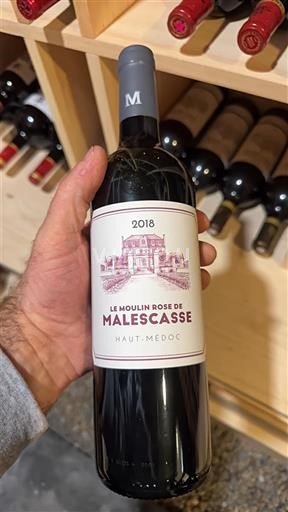 M
2018
LE MOULIN ROSE DE
MALESCASSE
HAUT-MÉDOC